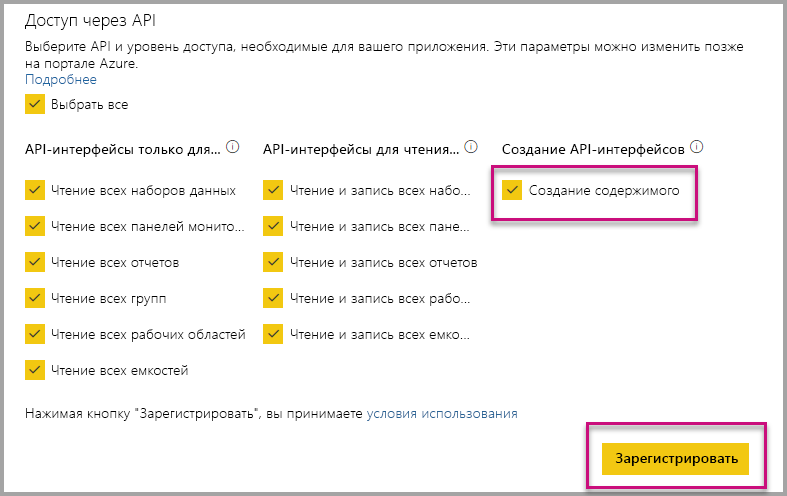 Доступ через API
Выберите API и уровень доступа, необходимые для вашего приложения. Эти параметры можно изменить позже
на портале Azure.
Подробнее
Выбрать все
API-интерфейсы только для...
Чтение всех наборов данных
Чтение всех панелей монито...
Чтение всех отчетов
Чтение всех групп
Чтение всех рабочих областей
Чтение всех емкостей
API-интерфейсы для чтения...
Чтение и запись всех набо...
Чтение и запись всех пане...
Чтение и запись всех отчетов
Чтение и запись всех рабо...
Чтение и запись всех емко...
Создание API-интерфейсов
Создание содержимого
Нажимая кнопку "Зарегистрировать", вы принимаете условия использования
Зарегистрировать